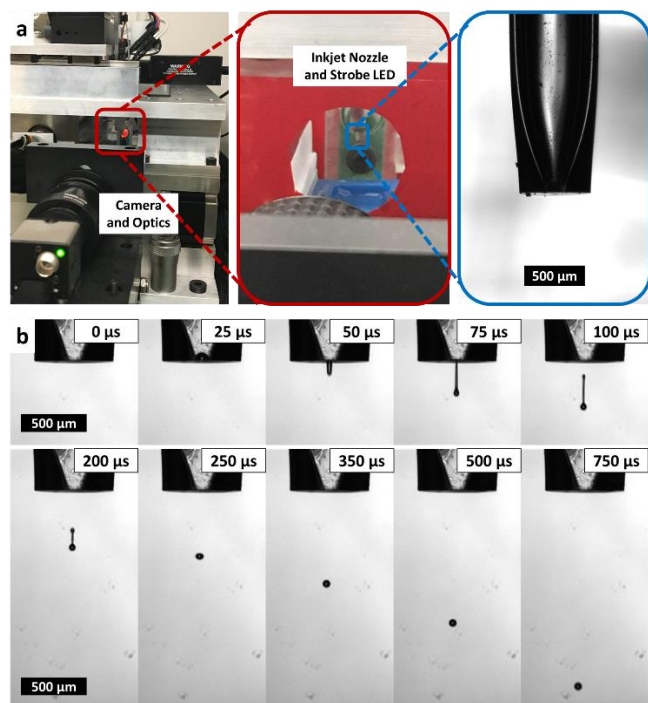 a
WARNING
Inkjet Nozzle
and Strobe LED
Camera
and Optics
500 µm
b
0 µs
25 µs
50 µs
75 µs
100 µs
500 µm
200 µs
250 µs
350 µs
500 µs
750 µs
500 µm